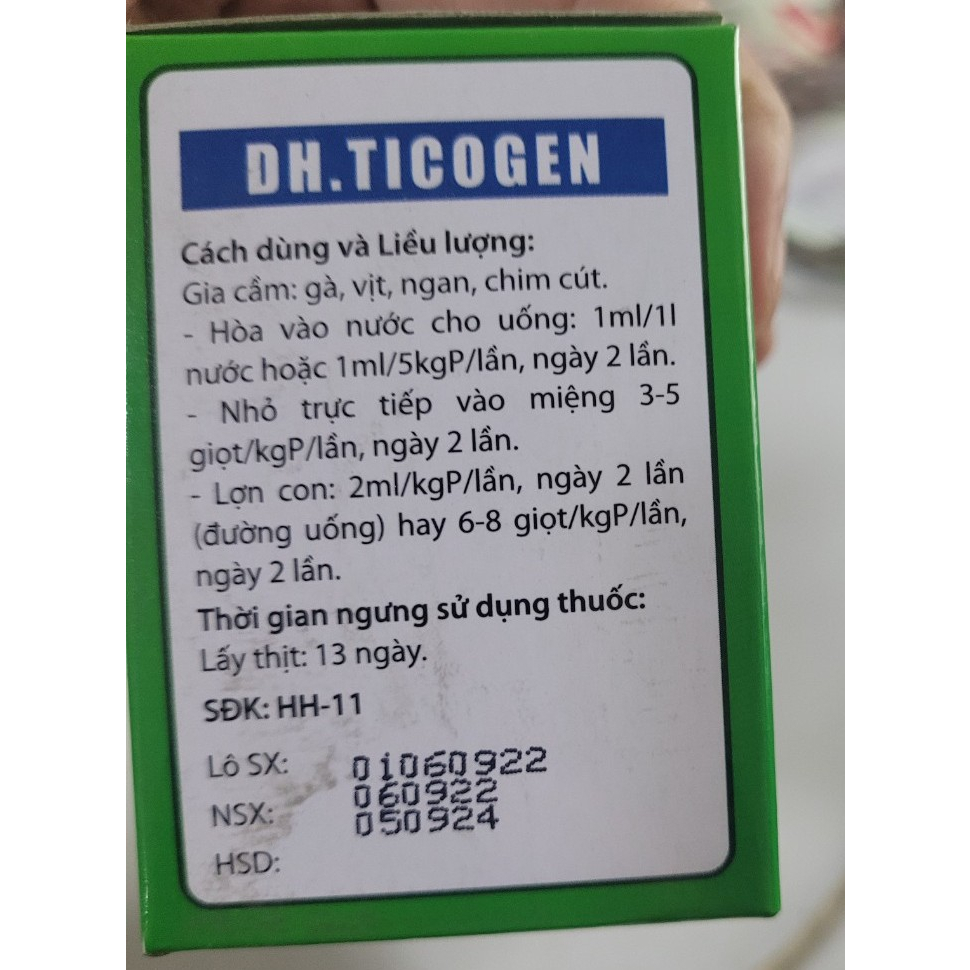 DH.TICOGEN
Cách dùng và Liều lượng:
Gia cầm: gà, vịt, ngan, chim cút.
- Hòa vào nước cho uống: 1ml/1l
nước hoặc 1ml/5kgP/lần, ngày 2 lần.
- Nhỏ trực tiếp vào miệng 3-5
giọt/kgP/lần, ngày 2 lần.
- Lợn con: 2ml/kgP/lần, ngày 2 lần
(đường uống) hay 6-8 giọt/kgP/lần,
ngày 2 lần.
Thời gian ngưng sử dụng thuốc:
Lấy thịt: 13 ngày.
SĐK: HH-11
Lô SX: 01060922
NSX: 060922
050924
HSD: